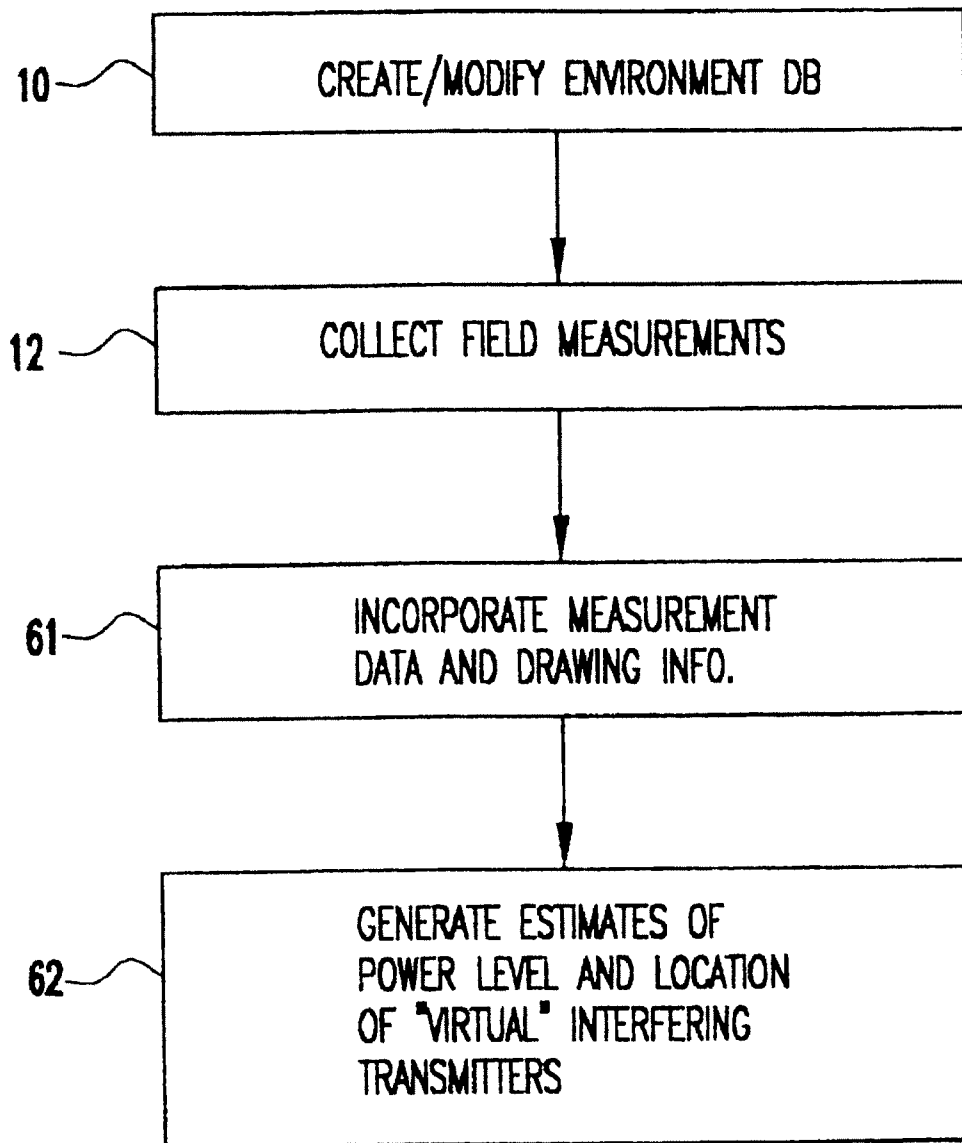 10 CREATE/MODIFY ENVIRONMENT DB
12 COLLECT FIELD MEASUREMENTS
61 INCORPORATE MEASUREMENT
DATA AND DRAWING INFO.
62 GENERATE ESTIMATES OF
POWER LEVEL AND LOCATION
OF "VIRTUAL" INTERFERING
TRANSMITTERS